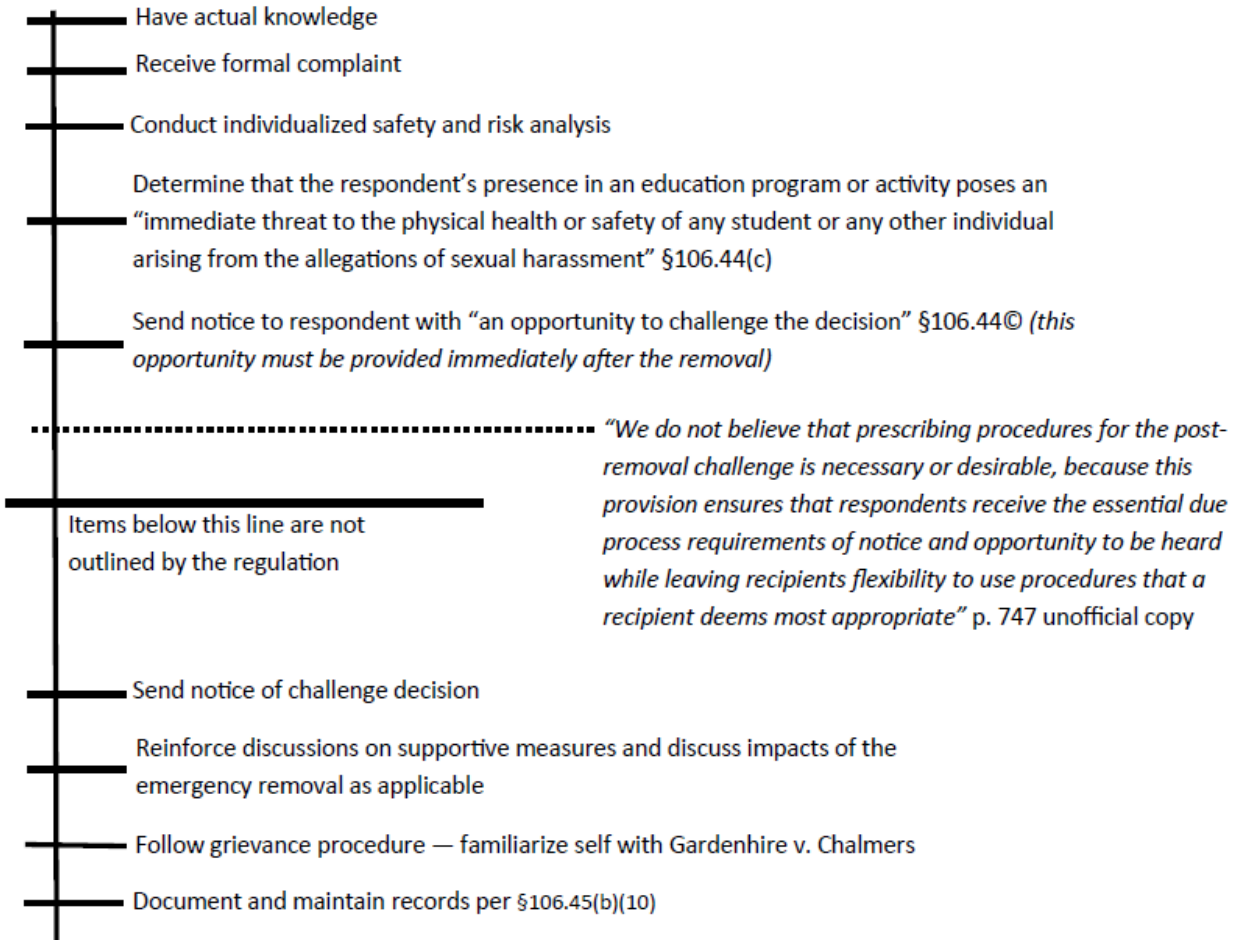 Have actual knowledge
Receive formal complaint
Conduct individualized safety and risk analysis
Determine that the respondent’s presence in an education program or activity poses an
“immediate threat to the physical health or safety of any student or any other individual
arising from the allegations of sexual harassment” §106.44(c)
Send notice to respondent with “an opportunity to challenge the decision” §106.44© (this
opportunity must be provided immediately after the removal)
“We do not believe that prescribing procedures for the post-
removal challenge is necessary or desirable, because this
provision ensures that respondents receive the essential due
process requirements of notice and opportunity to be heard
while leaving recipients flexibility to use procedures that a
recipient deems most appropriate” p. 747 unofficial copy
Items below this line are not
outlined by the regulation
Send notice of challenge decision
Reinforce discussions on supportive measures and discuss impacts of the
emergency removal as applicable
Follow grievance procedure — familiarize self with Gardenhire v. Chalmers
Document and maintain records per §106.45(b)(10)